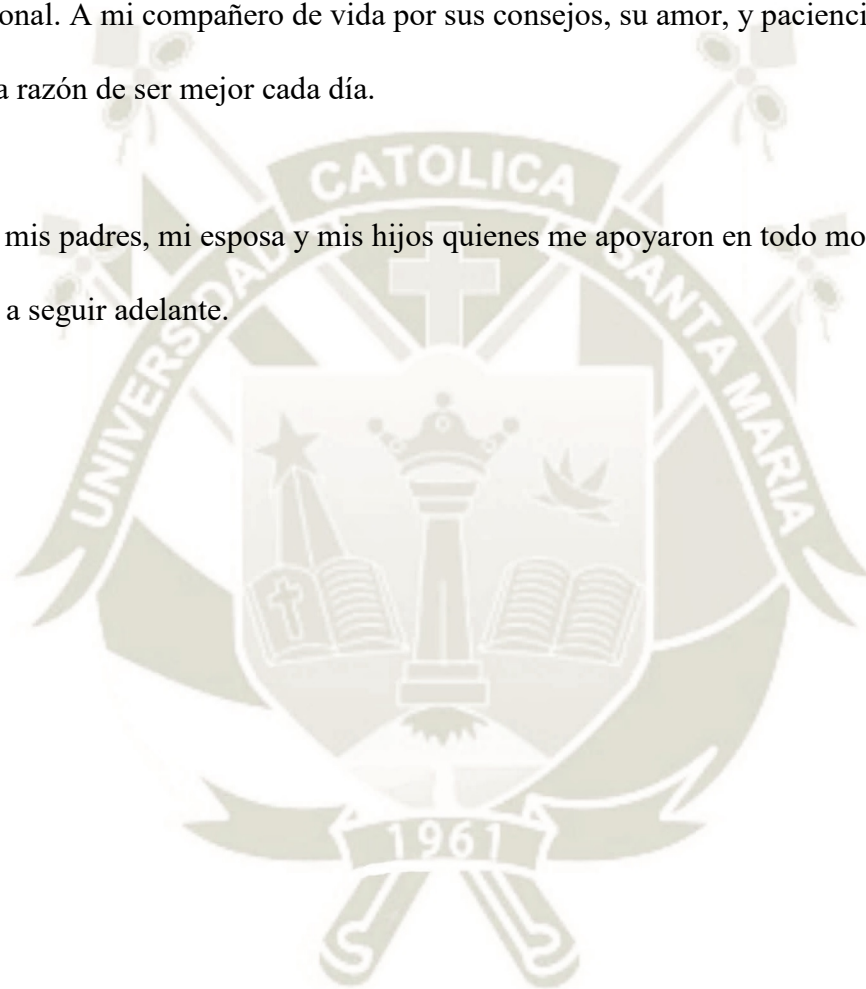 onal. A mi compañero de vida por sus consejos, su amor, y pacienci
a razón de ser mejor cada día.
CATOLICA
mis padres, mi esposa y mis hijos quienes me apoyaron en todo mo
UNIVERSIDAD
SANTA MARIA
a seguir adelante.
1961